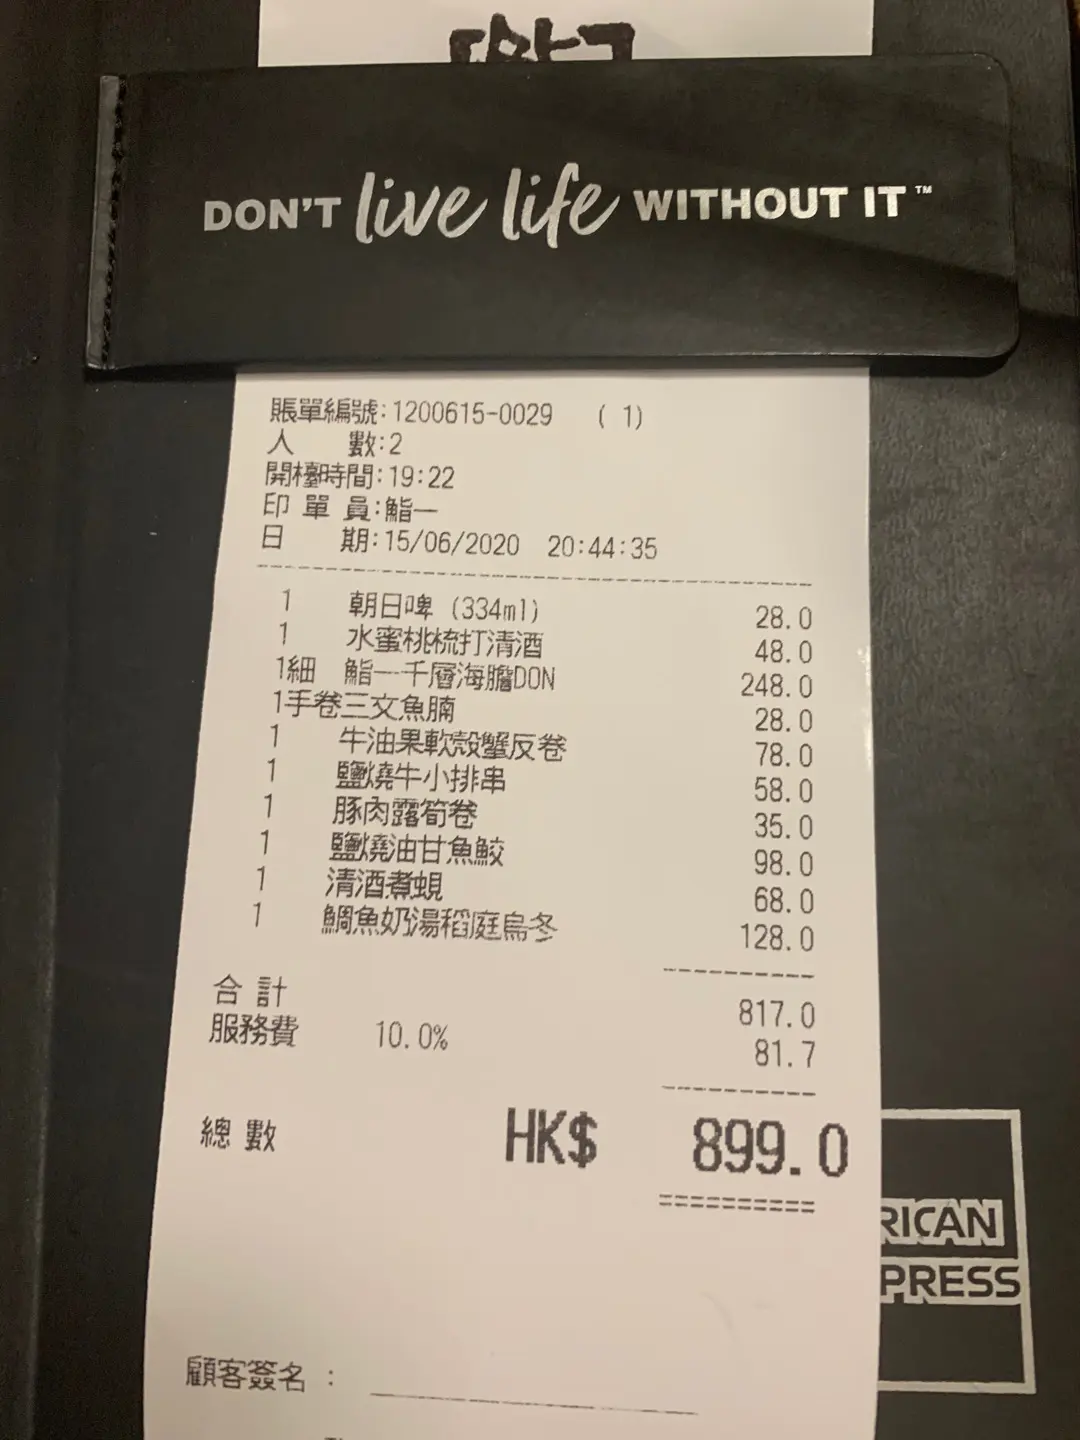 DON'T live life WITHOUT IT™
賬單編號:1200615-0029 ( 1)
人 數:2
開檯時間:19:22
印 單 員:鮨一
日 期:15/06/2020 20:44:35
1 朝日啤 (334ml) 28.0
1 水蜜桃梳打清酒 48.0
1細 鮨一千層海膽DON 248.0
1手卷三文魚腩 28.0
1 牛油果軟殼蟹反卷 78.0
1 鹽燒牛小排串 58.0
1 豚肉露筍卷 35.0
1 鹽燒油甘魚鮫 98.0
1 清酒煮蜆 68.0
1 鯛魚奶湯稻庭烏冬 128.0
合 計 817.0
服務費 10.0% 81.7
總 數 HK$ 899.0
RICAN
PRESS
顧客簽名 :